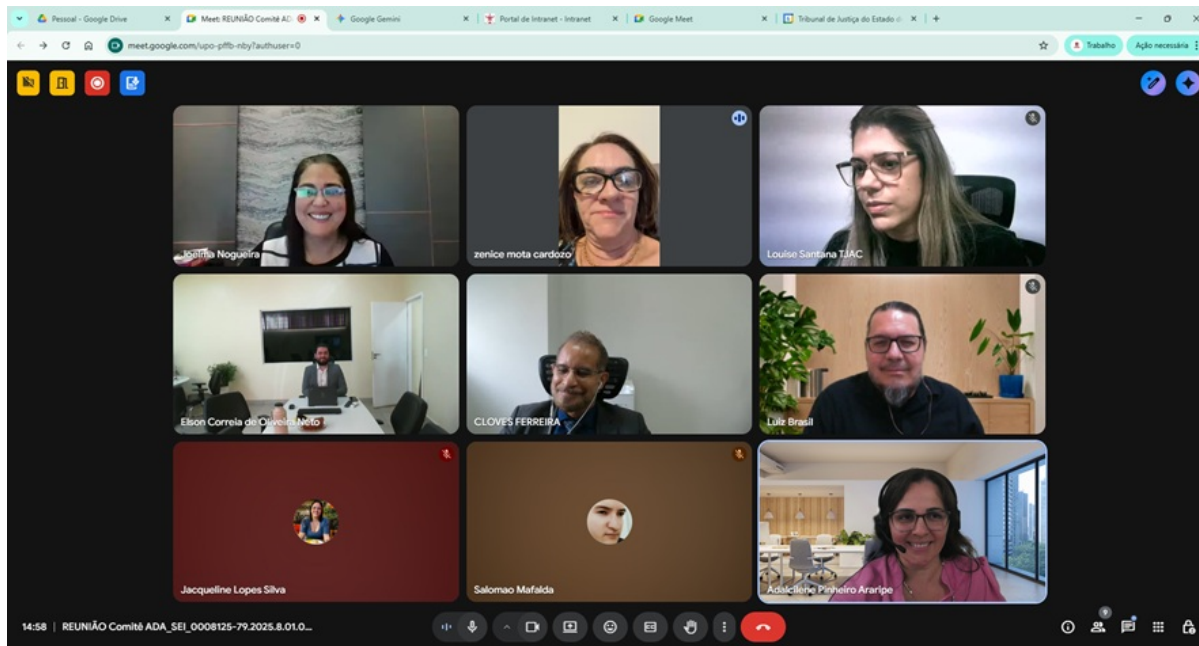 Pessoal - Google Drive
Meet: REUNIÃO Comitê AD
Google Gemini
Portal de Intranet - Intranet
Google Meet
Tribunal de Justiça do Estado d
meet.google.com/upo-pffb-nby?authuser=0
Trabalho
Ação necessária
Joelma Nogueira
zenice mota cardozo
Louise Santana TJAC
Elson Correia de Oliveira Neto
CLOVES FERREIRA
Luiz Brasil
Jacqueline Lopes Silva
Salomao Mafalda
Adalcilene Pinheiro Araripe
14:58 | REUNIÃO Comitê ADA_SEI_0008125-79.2025.8.01.0...